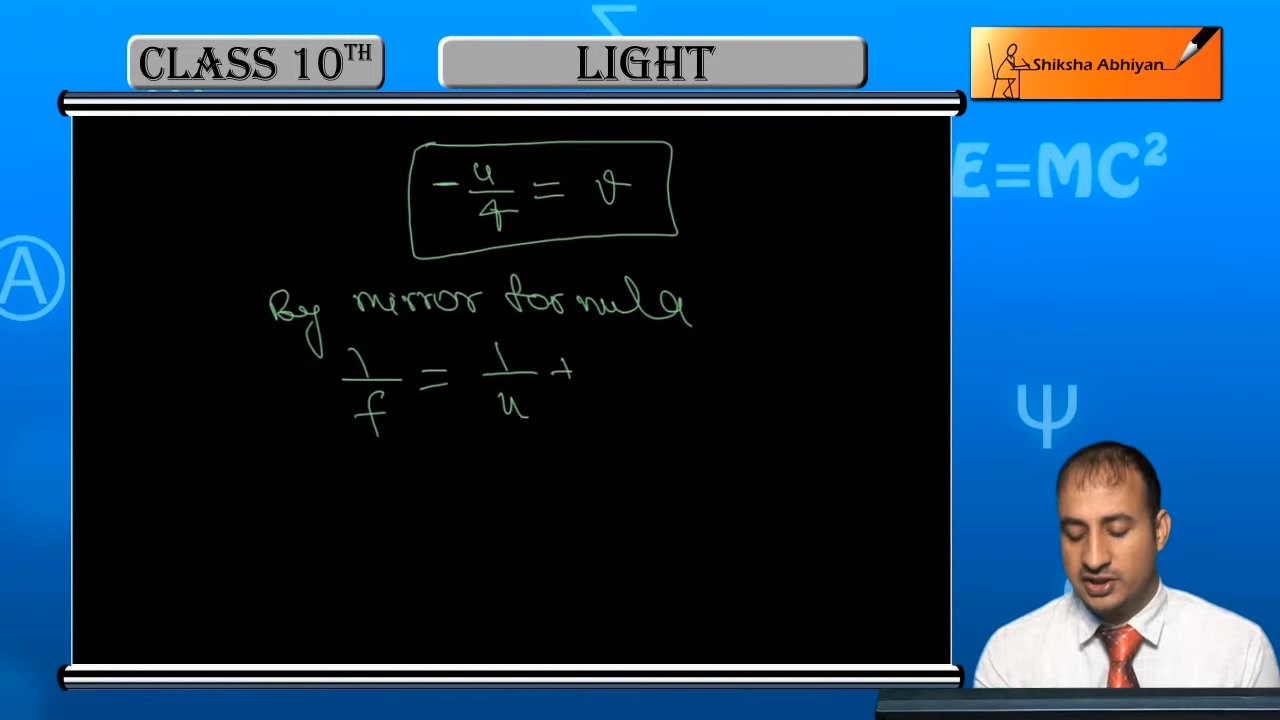 CLASS 10TH
LIGHT
Shiksha Abhiyan
-u/4 = v
By mirror formula
1/f = 1/u +
Σ
E=MC²
A
Ψ